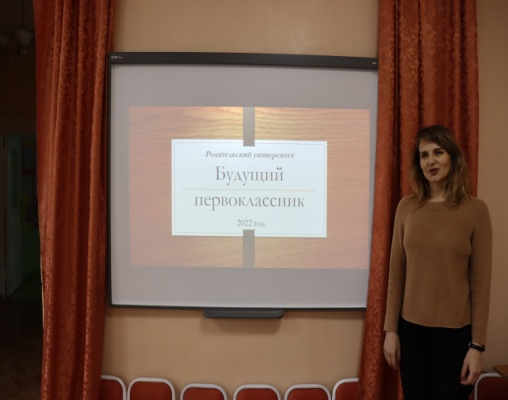 Родительский университет
Будущий
первоклассник
2022 год